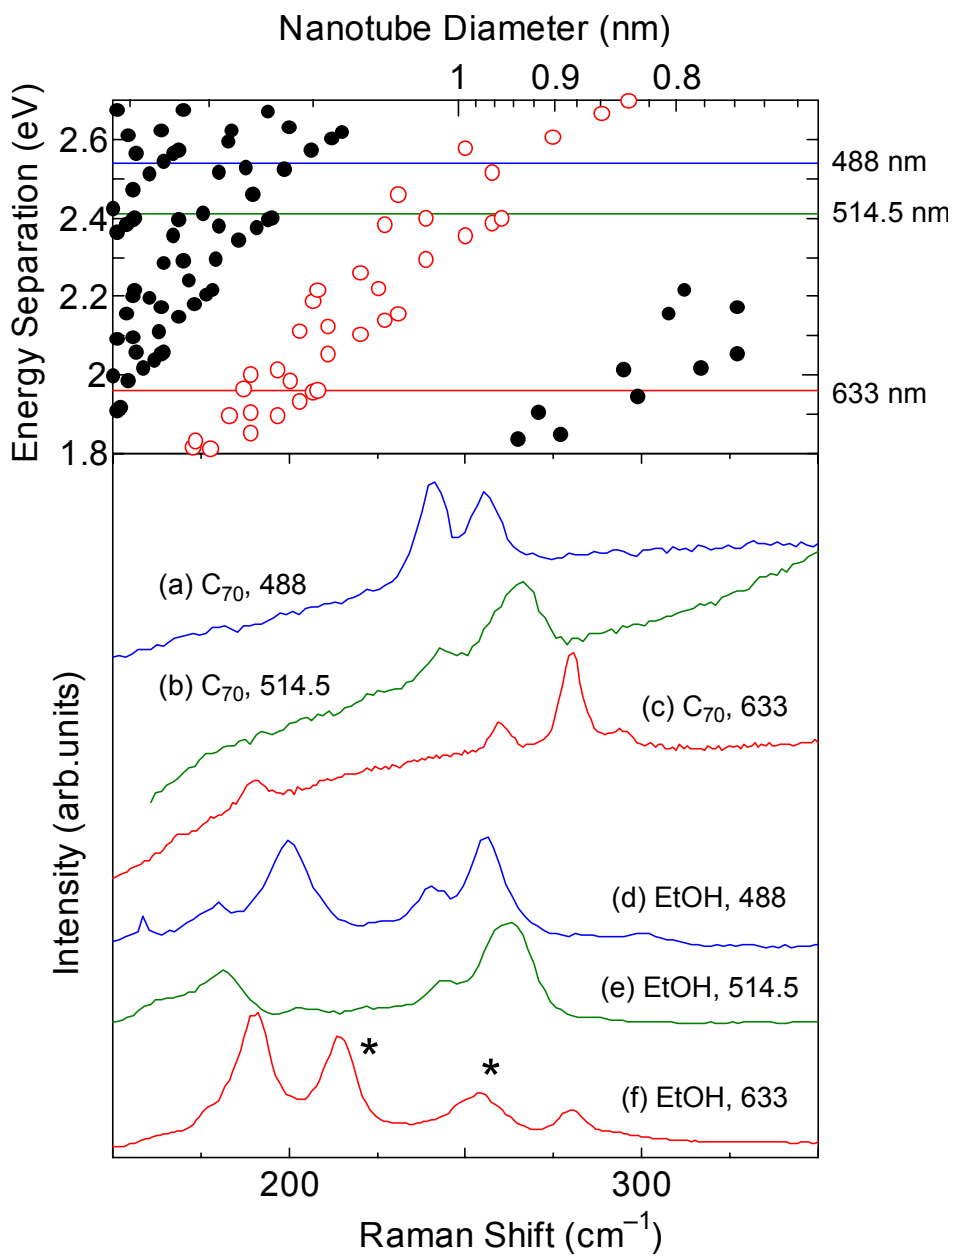 Nanotube Diameter (nm)
1 0.9 0.8
Energy Separation (eV)
2.6
2.4
2.2
2
1.8
488 nm
514.5 nm
633 nm
Intensity (arb.units)
(a) C₇₀, 488
(b) C₇₀, 514.5
(c) C₇₀, 633
(d) EtOH, 488
(e) EtOH, 514.5
* *
(f) EtOH, 633
200 300
Raman Shift (cm⁻¹)